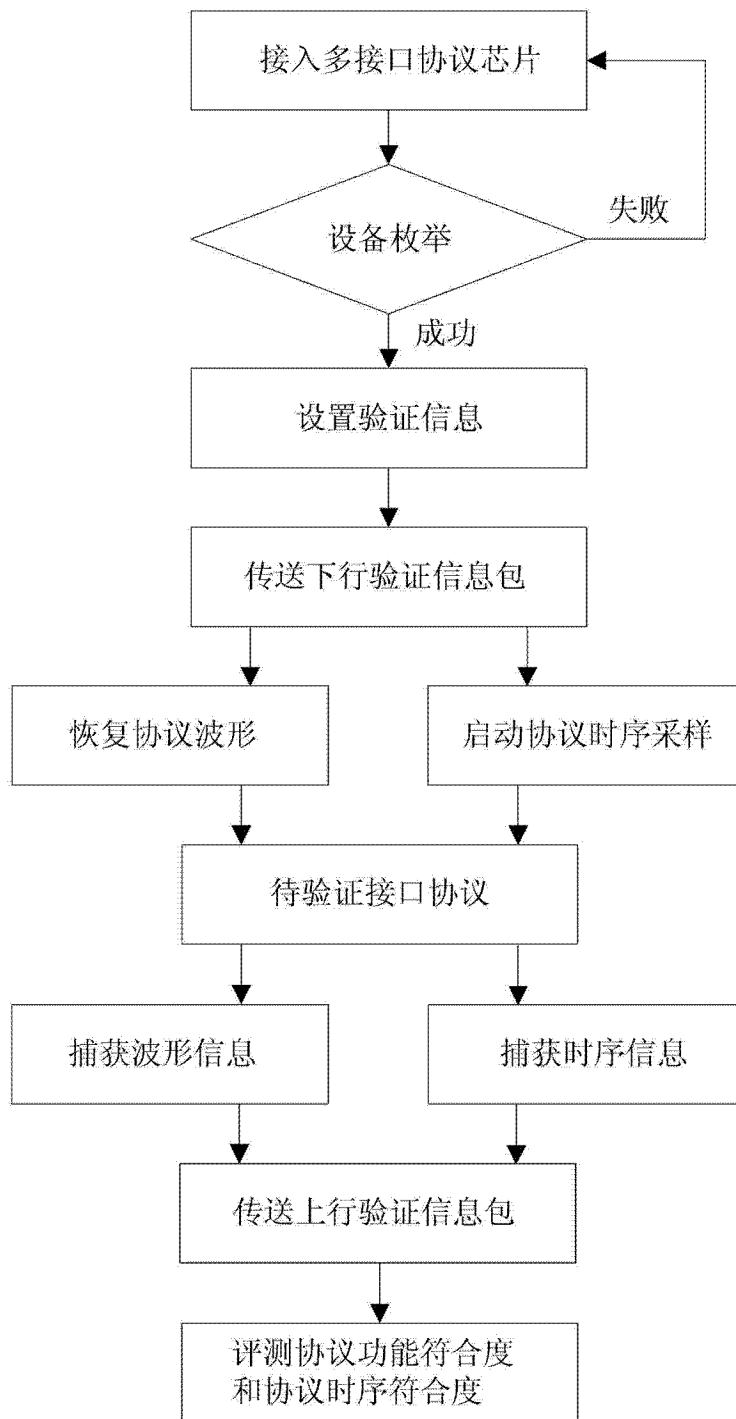 接入多接口协议芯片
设备枚举
失败
成功
设置验证信息
传送下行验证信息包
恢复协议波形
启动协议时序采样
待验证接口协议
捕获波形信息
捕获时序信息
传送上行验证信息包
评测协议功能符合度
和协议时序符合度